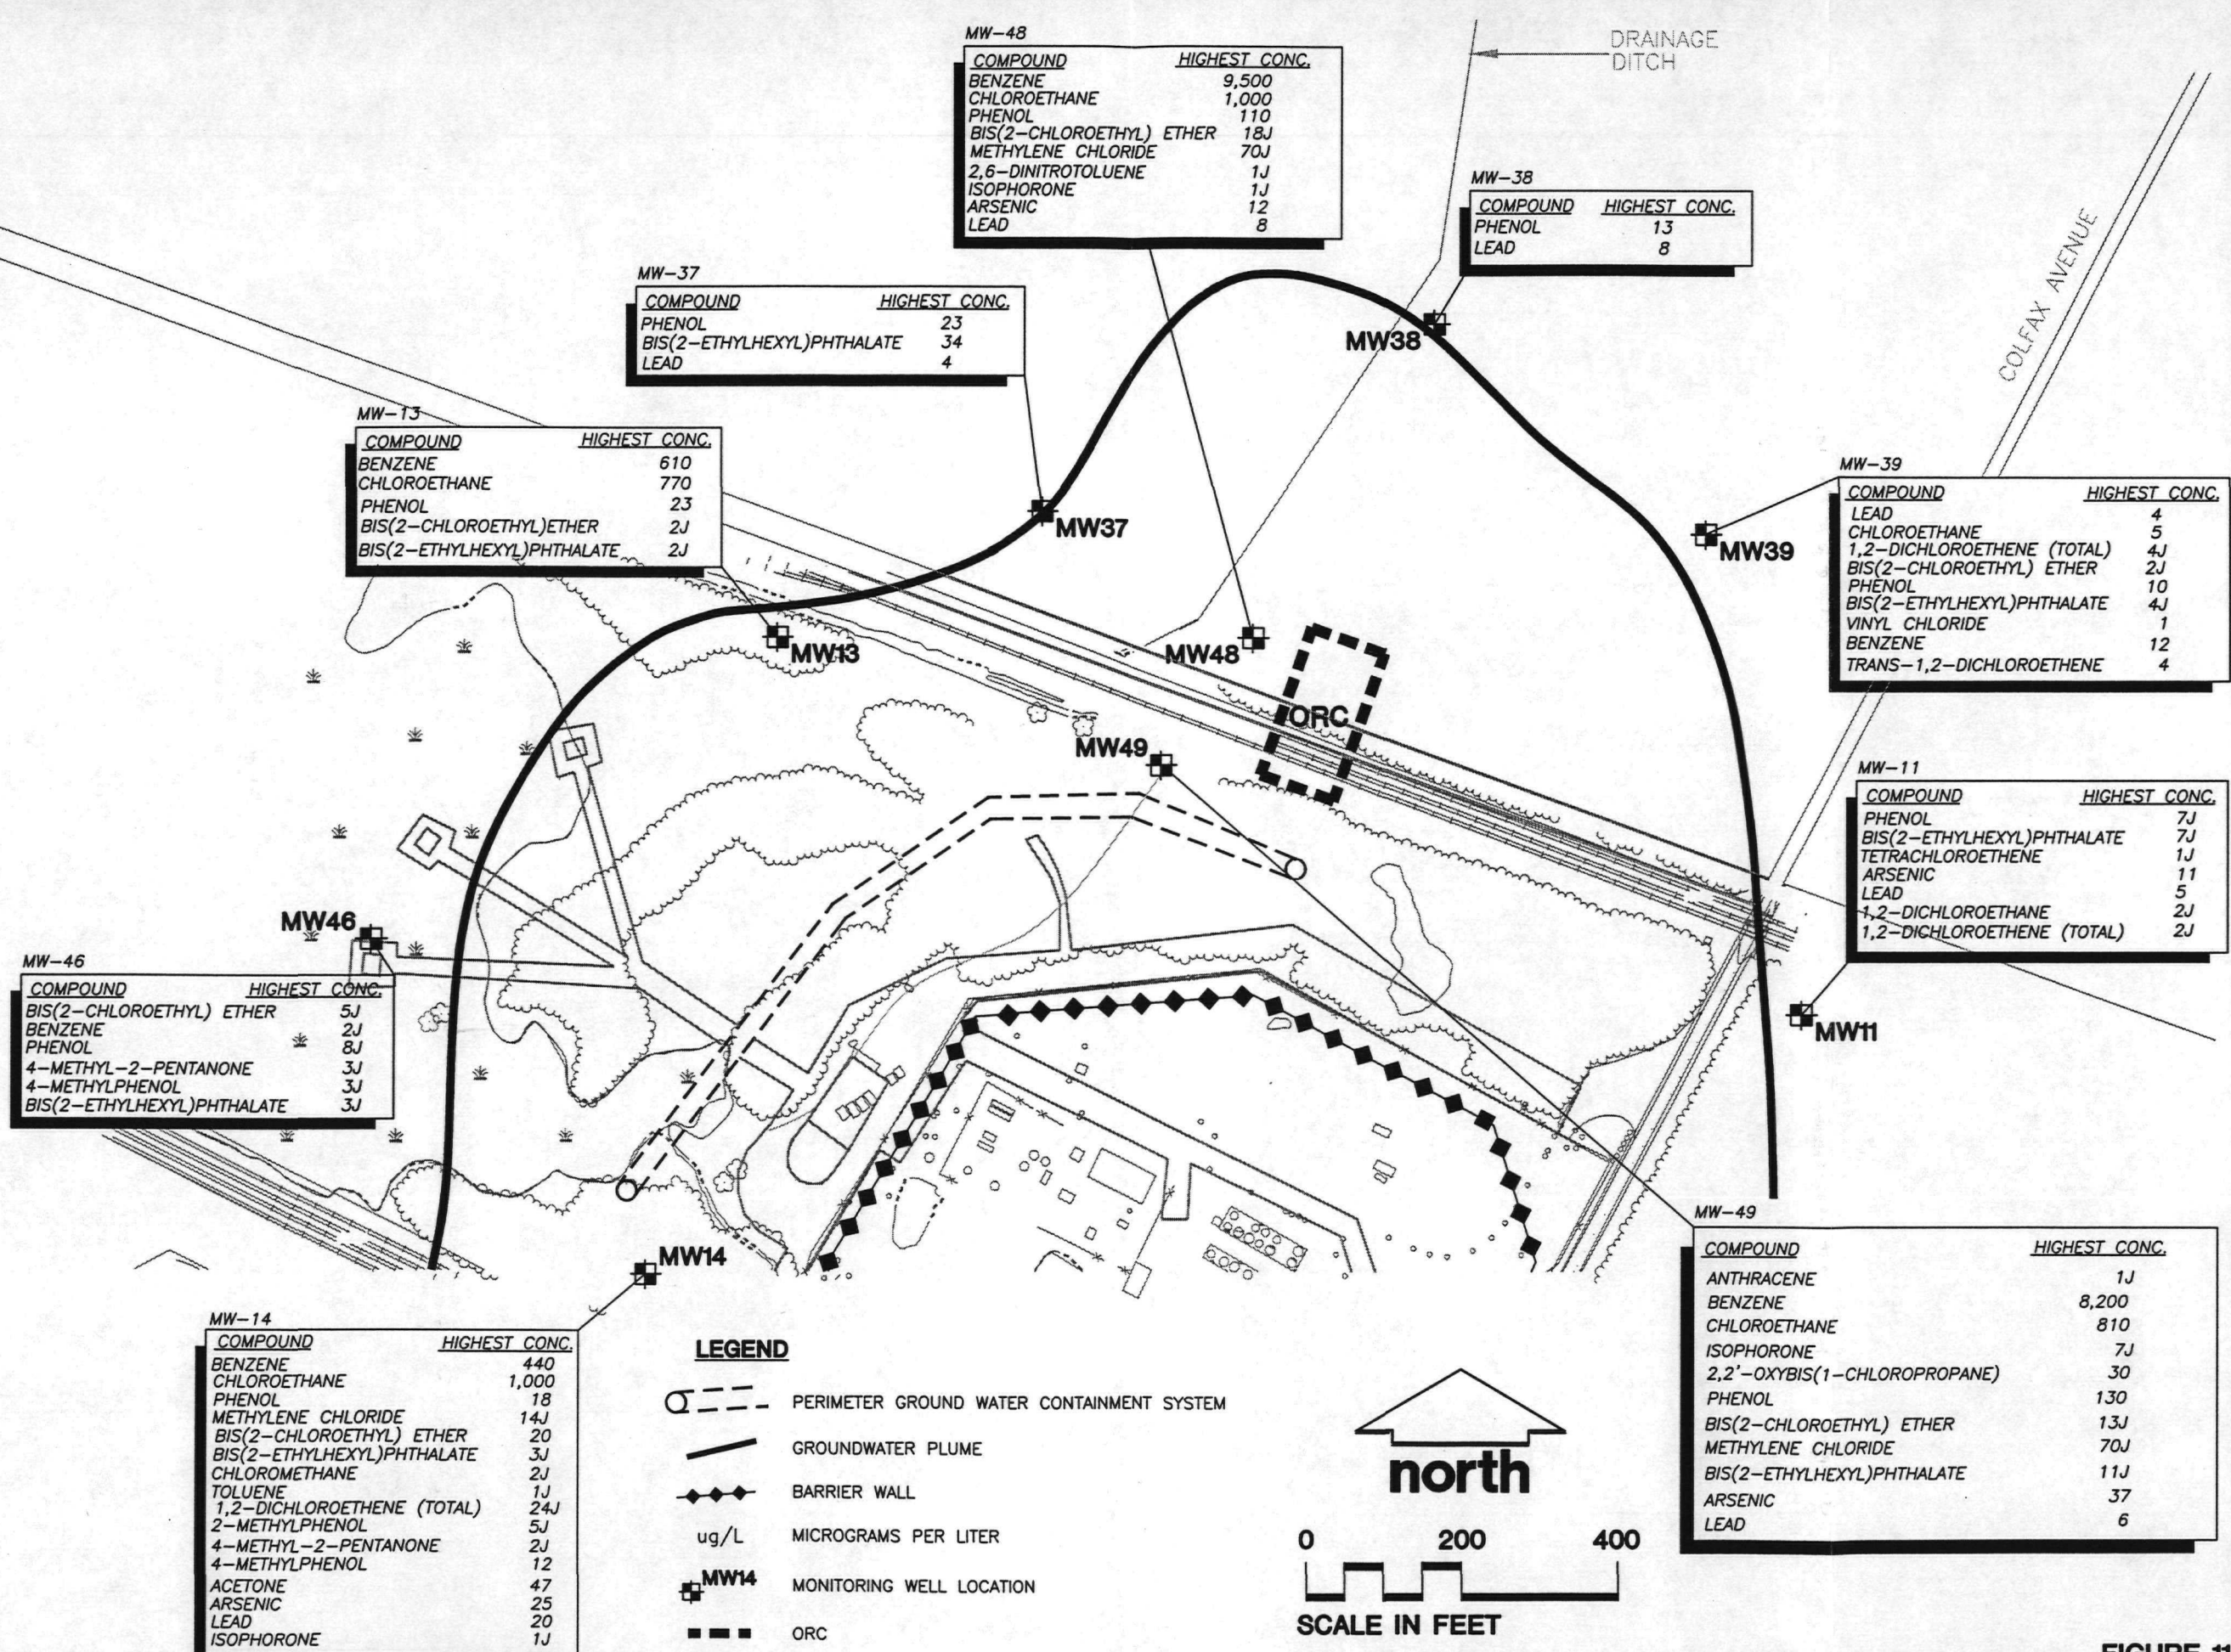 MW-48
COMPOUND HIGHEST CONC.
BENZENE 9,500
CHLOROETHANE 1,000
PHENOL 110
BIS(2-CHLOROETHYL) ETHER 18J
METHYLENE CHLORIDE 70J
2,6-DINITROTOLUENE 1J
ISOPHORONE 1J
ARSENIC 12
LEAD 8
DRAINAGE
DITCH
MW-38
COMPOUND HIGHEST CONC.
PHENOL 13
LEAD 8
COLFAX AVENUE
MW-37
COMPOUND HIGHEST CONC.
PHENOL 23
BIS(2-ETHYLHEXYL)PHTHALATE 34
LEAD 4
MW38
MW-13
COMPOUND HIGHEST CONC.
BENZENE 610
CHLOROETHANE 770
PHENOL 23
BIS(2-CHLOROETHYL)ETHER 2J
BIS(2-ETHYLHEXYL)PHTHALATE 2J
MW37
MW39
MW-39
COMPOUND HIGHEST CONC.
LEAD 4
CHLOROETHANE 5
1,2-DICHLOROETHENE (TOTAL) 4J
BIS(2-CHLOROETHYL) ETHER 2J
PHENOL 10
BIS(2-ETHYLHEXYL)PHTHALATE 4J
VINYL CHLORIDE 1
BENZENE 12
TRANS-1,2-DICHLOROETHENE 4
MW13
MW48
ORC
MW49
MW-11
COMPOUND HIGHEST CONC.
PHENOL 7J
BIS(2-ETHYLHEXYL)PHTHALATE 7J
TETRACHLOROETHENE 1J
ARSENIC 11
LEAD 5
1,2-DICHLOROETHANE 2J
1,2-DICHLOROETHENE (TOTAL) 2J
MW46
MW11
MW-46
COMPOUND HIGHEST CONC.
BIS(2-CHLOROETHYL) ETHER 5J
BENZENE 2J
PHENOL 8J
4-METHYL-2-PENTANONE 3J
4-METHYLPHENOL 3J
BIS(2-ETHYLHEXYL)PHTHALATE 3J
MW14
MW-49
COMPOUND HIGHEST CONC.
ANTHRACENE 1J
BENZENE 8,200
CHLOROETHANE 810
ISOPHORONE 7J
2,2'-OXYBIS(1-CHLOROPROPANE) 30
PHENOL 130
BIS(2-CHLOROETHYL) ETHER 13J
METHYLENE CHLORIDE 70J
BIS(2-ETHYLHEXYL)PHTHALATE 11J
ARSENIC 37
LEAD 6
MW-14
COMPOUND HIGHEST CONC.
BENZENE 440
CHLOROETHANE 1,000
PHENOL 18
METHYLENE CHLORIDE 14J
BIS(2-CHLOROETHYL) ETHER 20
BIS(2-ETHYLHEXYL)PHTHALATE 3J
CHLOROMETHANE 2J
TOLUENE 1J
1,2-DICHLOROETHENE (TOTAL) 24J
2-METHYLPHENOL 5J
4-METHYL-2-PENTANONE 2J
4-METHYLPHENOL 12
ACETONE 47
ARSENIC 25
LEAD 20
ISOPHORONE 1J
LEGEND
PERIMETER GROUND WATER CONTAINMENT SYSTEM
GROUNDWATER PLUME
BARRIER WALL
ug/L MICROGRAMS PER LITER
MW14 MONITORING WELL LOCATION
ORC
north
0 200 400
SCALE IN FEET
FIGURE 11